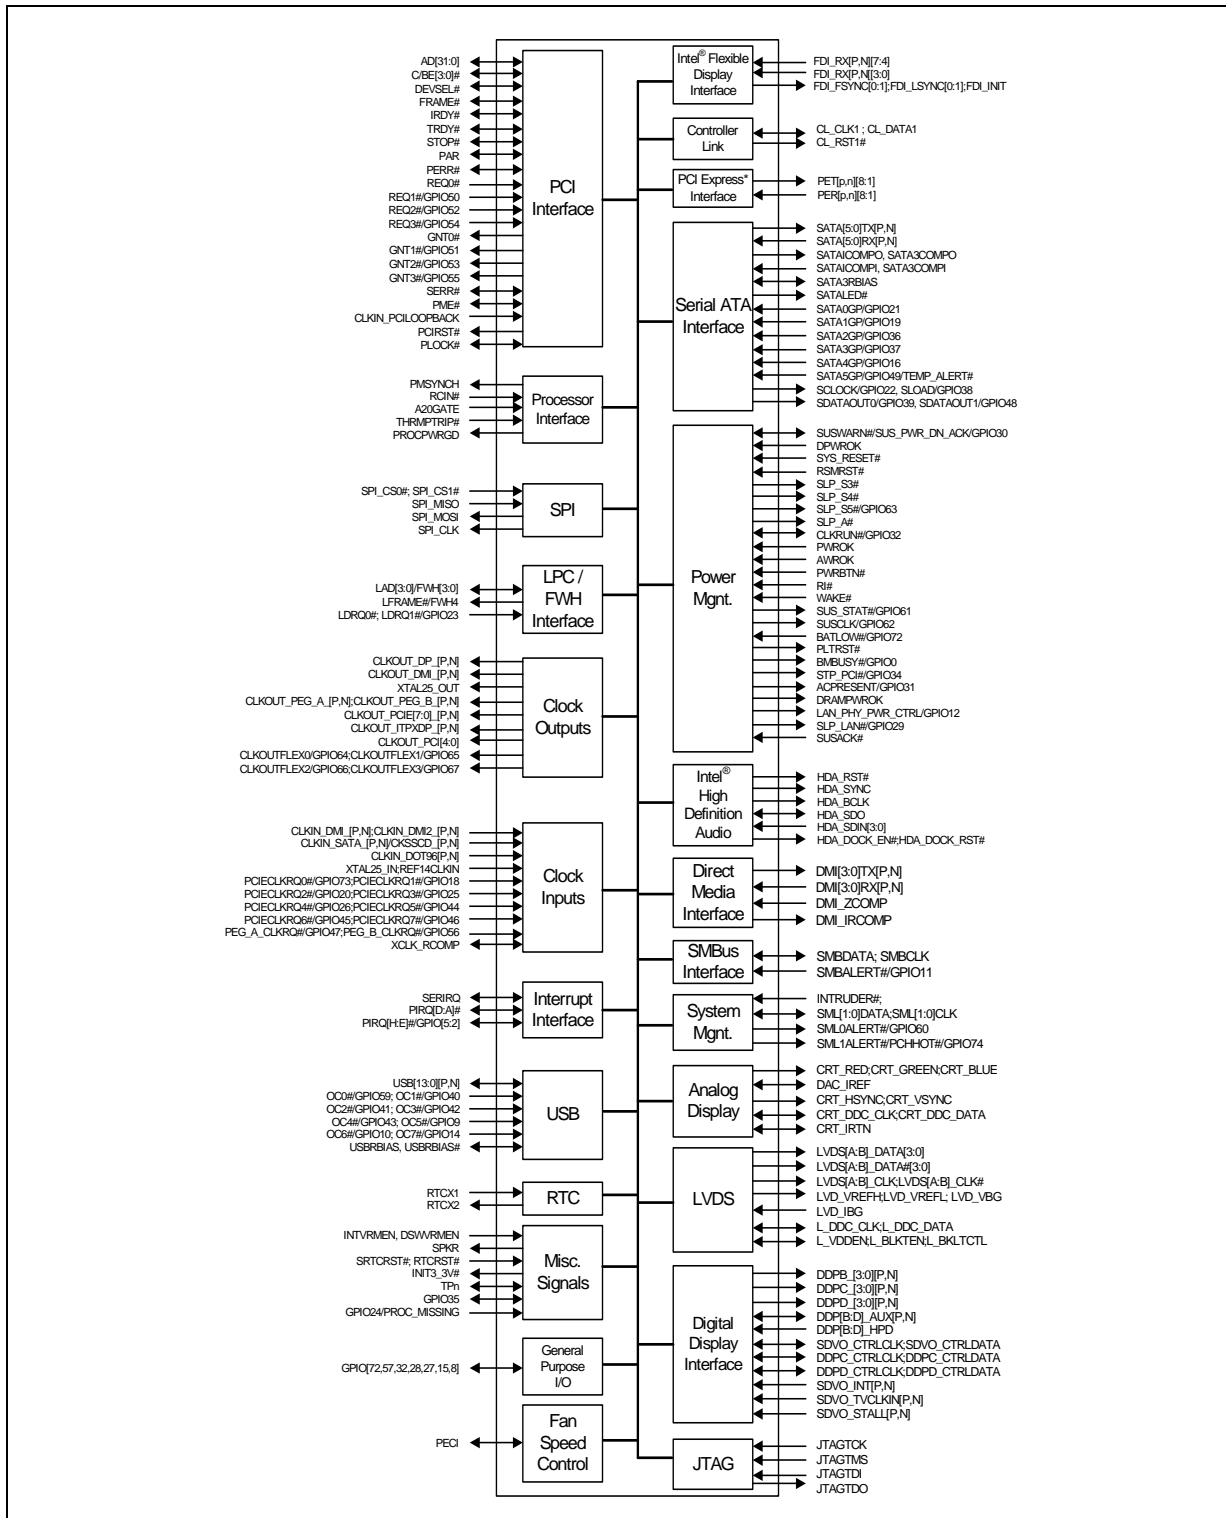 AD[31:0]
C/BE[3:0]#
DEVSEL#
FRAME#
IRDY#
TRDY#
STOP#
PAR
PERR#
REQ0#
REQ1#/GPIO50
REQ2#/GPIO52
REQ3#/GPIO54
GNT0#
GNT1#/GPIO51
GNT2#/GPIO53
GNT3#/GPIO55
SERR#
PME#
CLKIN_PCILOOPBACK
PCIRST#
PLOCK#
PCI
Interface
PMSYNCH
RCIN#
A20GATE
THRMPTRIP#
PROCPWRGD
Processor
Interface
SPI_CS0#; SPI_CS1#
SPI_MISO
SPI_MOSI
SPI_CLK
SPI
LAD[3:0]/FWH[3:0]
LFRAME#/FWH4
LDRQ0#; LDRQ1#/GPIO23
LPC /
FWH
Interface
CLKOUT_DP_[P,N]
CLKOUT_DMI_[P,N]
XTAL25_OUT
CLKOUT_PEG_A_[P,N];CLKOUT_PEG_B_[P,N]
CLKOUT_PCIE[7:0]_[P,N]
CLKOUT_ITPXDP_[P,N]
CLKOUT_PCI[4:0]
CLKOUTFLEX0/GPIO64;CLKOUTFLEX1/GPIO65
CLKOUTFLEX2/GPIO66;CLKOUTFLEX3/GPIO67
Clock
Outputs
CLKIN_DMI_[P,N];CLKIN_DMI2_[P,N]
CLKIN_SATA_[P,N]/CKSSCD_[P,N]
CLKIN_DOT96[P,N]
XTAL25_IN;REF14CLKIN
PCIECLKRQ0#/GPIO73;PCIECLKRQ1#/GPIO18
PCIECLKRQ2#/GPIO20;PCIECLKRQ3#/GPIO25
PCIECLKRQ4#/GPIO26;PCIECLKRQ5#/GPIO44
PCIECLKRQ6#/GPIO45;PCIECLKRQ7#/GPIO46
PEG_A_CLKRQ#/GPIO47;PEG_B_CLKRQ#/GPIO56
XCLK_RCOMP
Clock
Inputs
SERIRQ
PIRQ[D:A]#
PIRQ[H:E]#/GPIO[5:2]
Interrupt
Interface
USB[13:0][P,N]
OC0#/GPIO59; OC1#/GPIO40
OC2#/GPIO41; OC3#/GPIO42
OC4#/GPIO43; OC5#/GPIO9
OC6#/GPIO10; OC7#/GPIO14
USBRBIAS, USBRBIAS#
USB
RTCX1
RTCX2
RTC
INTVRMEN, DSWVRMEN
SPKR
SRTCRST#; RTCRST#
INIT3_3V#
TPn
GPIO35
GPIO24/PROC_MISSING
Misc.
Signals
GPIO[72,57,32,28,27,15,8]
General
Purpose
I/O
PECI
Fan
Speed
Control
Intel® Flexible
Display
Interface
FDI_RX[P,N][7:4]
FDI_RX[P,N][[3:0]
FDI_FSYNC[0:1];FDI_LSYNC[0:1];FDI_INIT
Controller
Link
CL_CLK1 ; CL_DATA1
CL_RST1#
PCI Express*
Interface
PET[p,n][8:1]
PER[p,n][8:1]
Serial ATA
Interface
SATA[5:0]TX[P,N]
SATA[5:0]RX[P,N]
SATAICOMPO, SATA3COMPO
SATAICOMPI, SATA3COMPI
SATA3RBIAS
SATALED#
SATA0GP/GPIO21
SATA1GP/GPIO19
SATA2GP/GPIO36
SATA3GP/GPIO37
SATA4GP/GPIO16
SATA5GP/GPIO49/TEMP_ALERT#
SCLOCK/GPIO22, SLOAD/GPIO38
SDATAOUT0/GPIO39, SDATAOUT1/GPIO48
Power
Mgnt.
SUSWARN#/SUS_PWR_DN_ACK/GPIO30
DPWROK
SYS_RESET#
RSMRST#
SLP_S3#
SLP_S4#
SLP_S5#/GPIO63
SLP_A#
CLKRUN#/GPIO32
PWROK
AWROK
PWRBTN#
RI#
WAKE#
SUS_STAT#/GPIO61
SUSCLK/GPIO62
BATLOW#/GPIO72
PLTRST#
BMBUSY#/GPIO0
STP_PCI#/GPIO34
ACPRESENT/GPIO31
DRAMPWROK
LAN_PHY_PWR_CTRL/GPIO12
SLP_LAN#/GPIO29
SUSACK#
Intel®
High
Definition
Audio
HDA_RST#
HDA_SYNC
HDA_BCLK
HDA_SDO
HDA_SDIN[3:0]
HDA_DOCK_EN#;HDA_DOCK_RST#
Direct
Media
Interface
DMI[3:0]TX[P,N]
DMI[3:0]RX[P,N]
DMI_ZCOMP
DMI_IRCOMP
SMBus
Interface
SMBDATA; SMBCLK
SMBALERT#/GPIO11
System
Mgnt.
INTRUDER#;
SML[1:0]DATA;SML[1:0]CLK
SML0ALERT#/GPIO60
SML1ALERT#/PCHHOT#/GPIO74
Analog
Display
CRT_RED;CRT_GREEN;CRT_BLUE
DAC_IREF
CRT_HSYNC;CRT_VSYNC
CRT_DDC_CLK;CRT_DDC_DATA
CRT_IRTN
LVDS
LVDS[A:B]_DATA[3:0]
LVDS[A:B]_DATA#[3:0]
LVDS[A:B]_CLK;LVDS[A:B]_CLK#
LVD_VREFH;LVD_VREFL; LVD_VBG
LVD_IBG
L_DDC_CLK;L_DDC_DATA
L_VDDEN;L_BLKTEN;L_BKLTCTL
Digital
Display
Interface
DDPB_[3:0][P,N]
DDPC_[3:0][P,N]
DDPD_[3:0][P,N]
DDP[B:D]_AUX[P,N]
DDP[B:D]_HPD
SDVO_CTRLCLK;SDVO_CTRLDATA
DDPC_CTRLCLK;DDPC_CTRLDATA
DDPD_CTRLCLK;DDPD_CTRLDATA
SDVO_INT[P,N]
SDVO_TVCLKIN[P,N]
SDVO_STALL[P,N]
JTAG
JTAGTCK
JTAGTMS
JTAGTDI
JTAGTDO